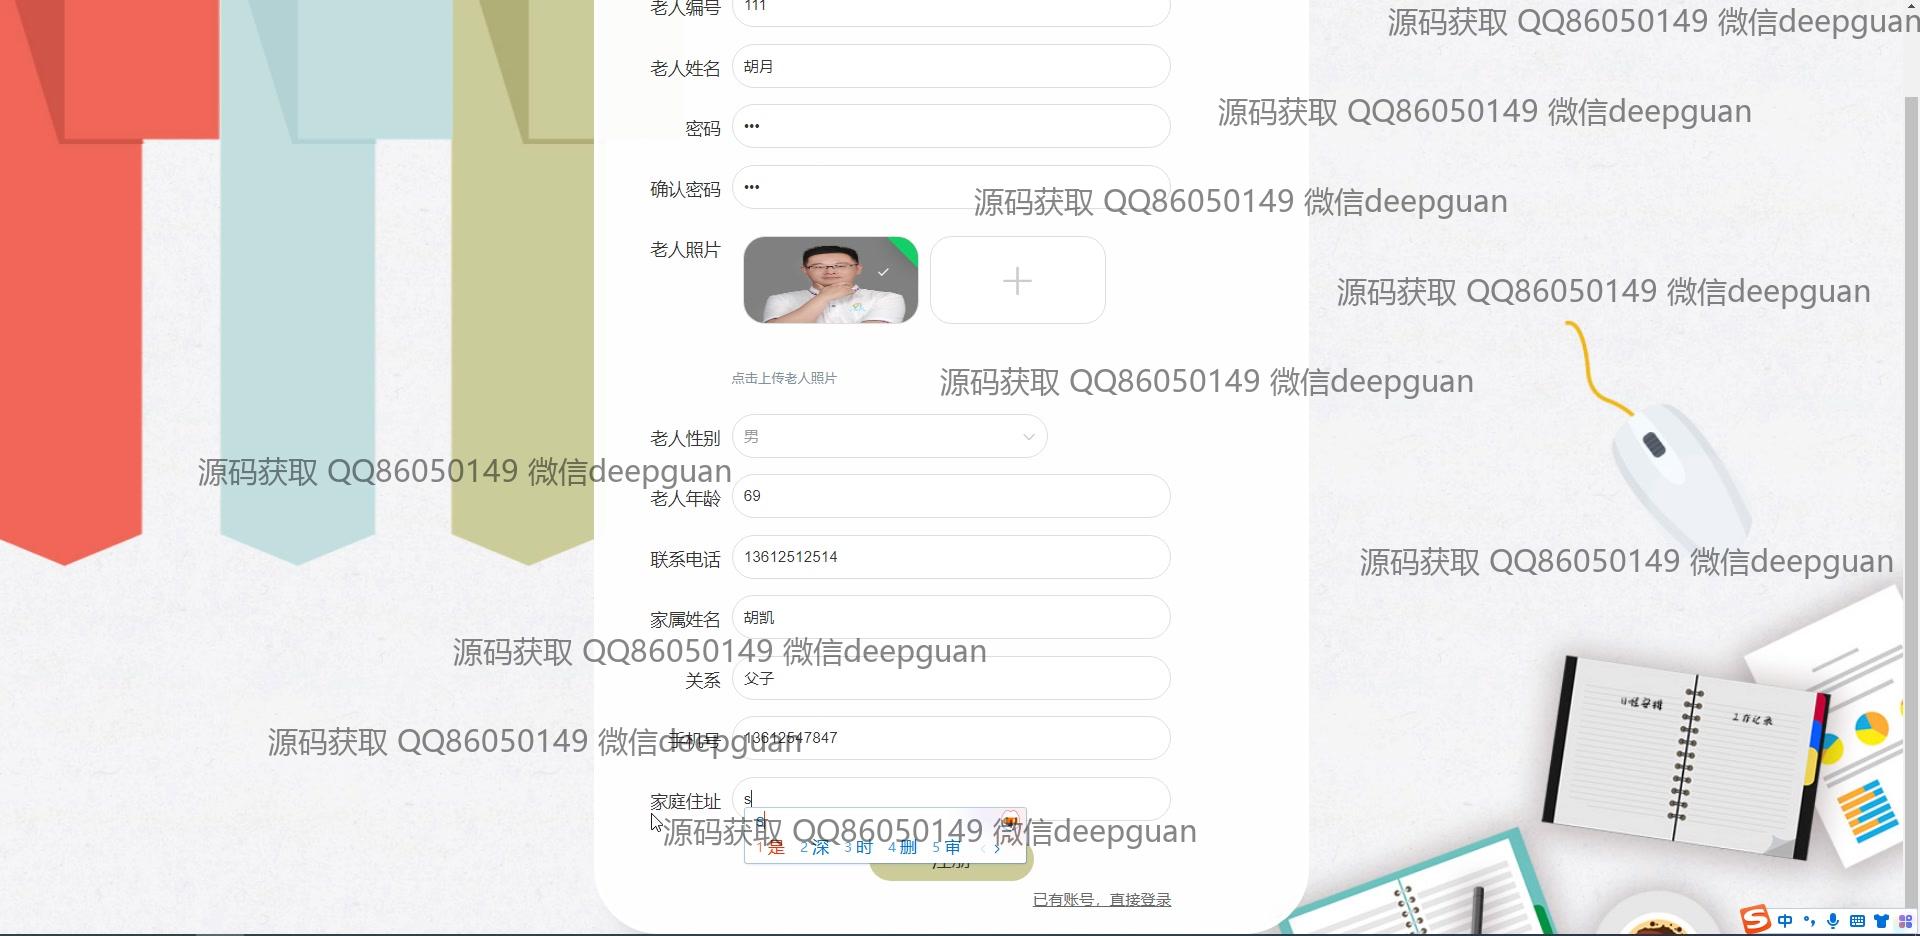 老人编号 111
源码获取 QQ86050149 微信deepguan
老人姓名 胡月
源码获取 QQ86050149 微信deepguan
密码 •••
确认密码 •••
源码获取 QQ86050149 微信deepguan
老人照片
源码获取 QQ86050149 微信deepguan
点击上传老人照片
源码获取 QQ86050149 微信deepguan
老人性别 男
源码获取 QQ86050149 微信deepguan
老人年龄 69
联系电话 13612512514
源码获取 QQ86050149 微信deepguan
家属姓名 胡凯
源码获取 QQ86050149 微信deepguan
关系 父子
日程安排
工作记录
手机号 13612547847
源码获取 QQ86050149 微信deepguan
家庭住址 s
s
源码获取 QQ86050149 微信deepguan
1是 2深 3时 4删 5审
注册
已有账号，直接登录
中